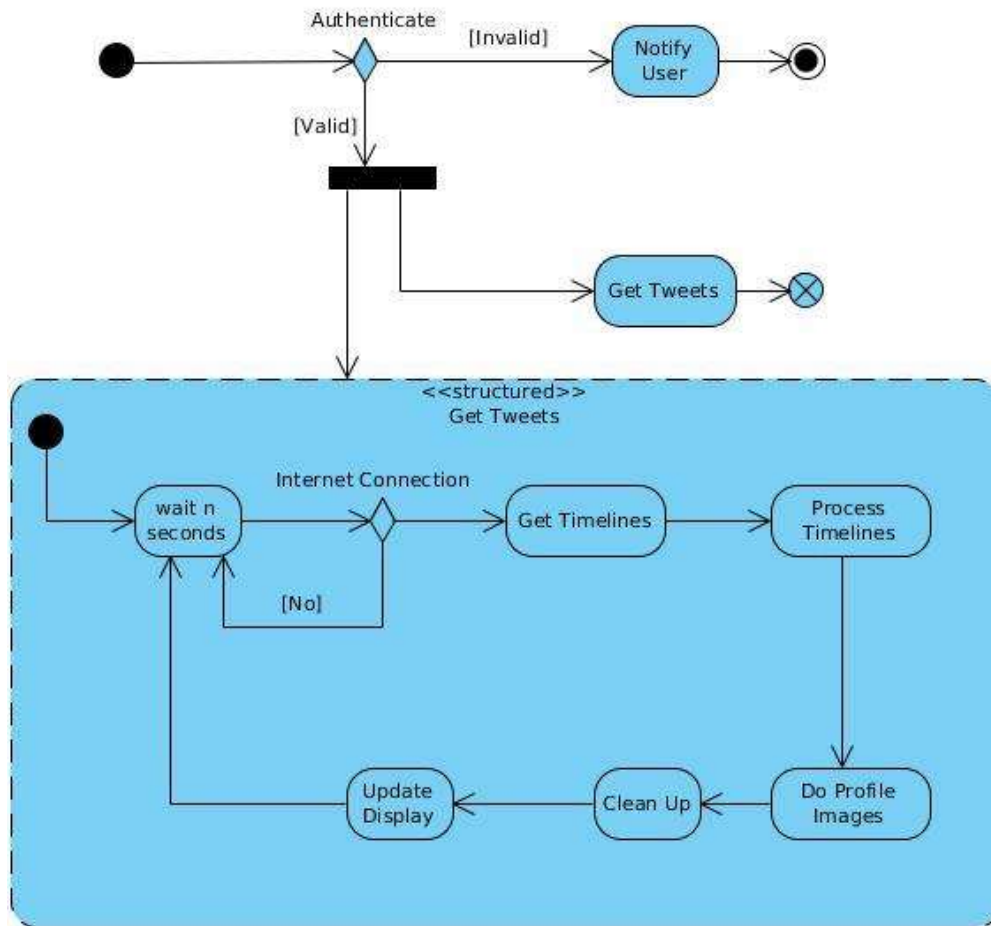 Authenticate
[Invalid]
Notify
User
[Valid]
Get Tweets
<<structured>>
Get Tweets
Internet Connection
wait n
seconds
Get Timelines
Process
Timelines
[No]
Update
Display
Clean Up
Do Profile
Images